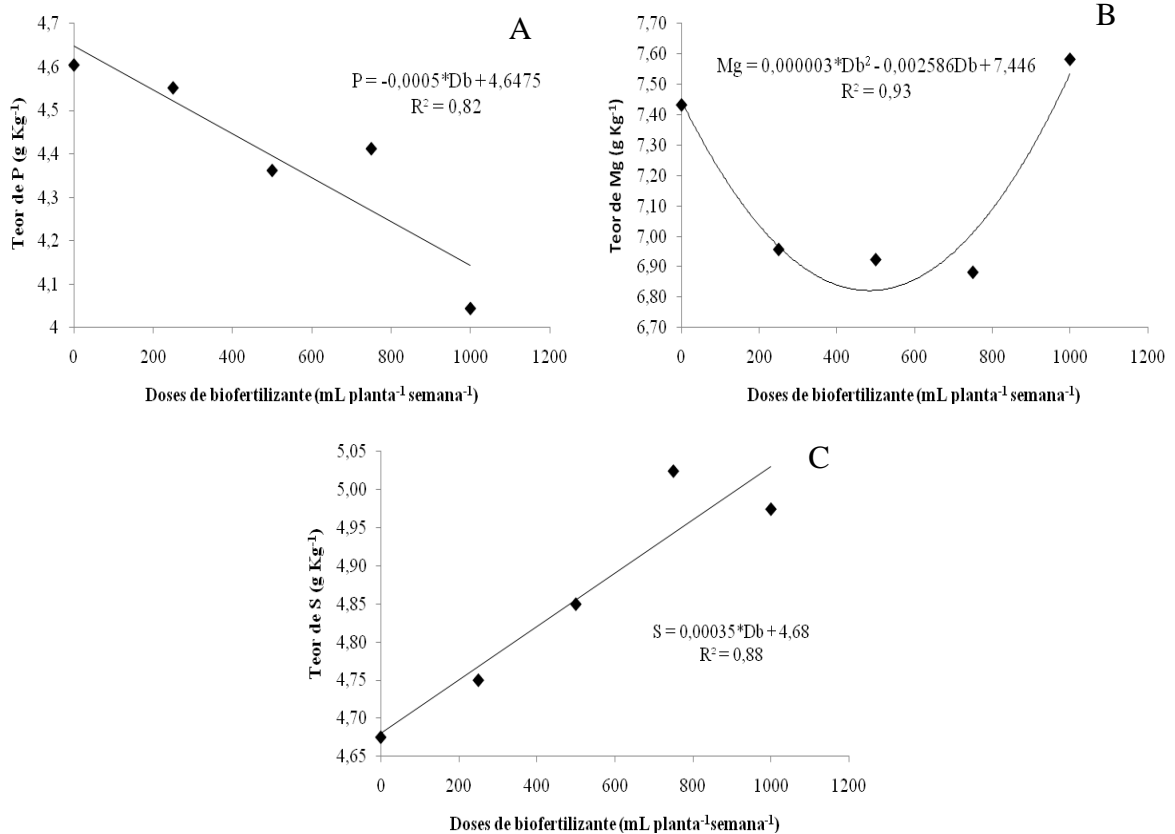 A
P = -0,0005*Db + 4,6475
R² = 0,82
Teor de P (g Kg⁻¹)
4,7
4,6
4,5
4,4
4,3
4,2
4,1
4
0 200 400 600 800 1000 1200
Doses de biofertilizante (mL planta⁻¹ semana⁻¹)
B
Mg = 0,000003*Db² - 0,002586Db + 7,446
R² = 0,93
Teor de Mg (g Kg⁻¹)
7,70
7,60
7,50
7,40
7,30
7,20
7,10
7,00
6,90
6,80
6,70
0 200 400 600 800 1000 1200
Doses de biofertilizante (mL planta⁻¹ semana⁻¹)
C
S = 0,00035*Db + 4,68
R² = 0,88
Teor de S (g Kg⁻¹)
5,05
5,00
4,95
4,90
4,85
4,80
4,75
4,70
4,65
0 200 400 600 800 1000 1200
Doses de biofertilizante (mL planta⁻¹semana⁻¹)